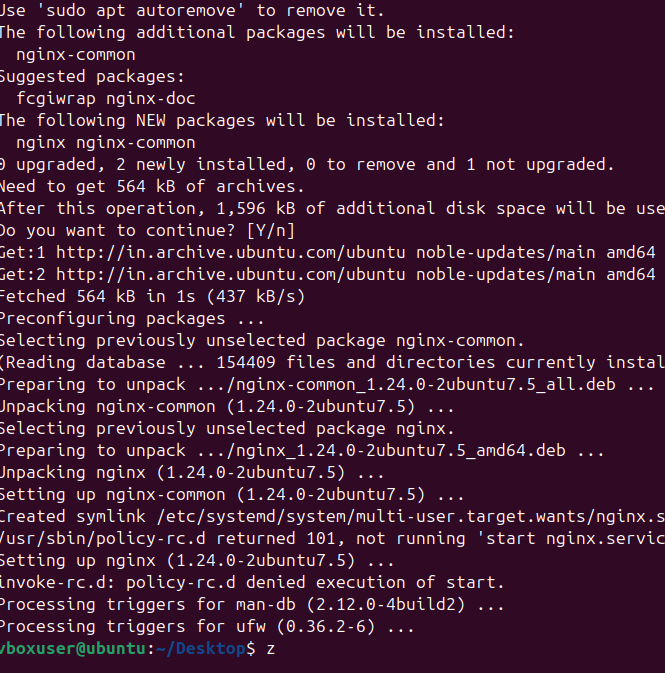 Use 'sudo apt autoremove' to remove it.
The following additional packages will be installed:
nginx-common
Suggested packages:
fcgiwrap nginx-doc
The following NEW packages will be installed:
nginx nginx-common
0 upgraded, 2 newly installed, 0 to remove and 1 not upgraded.
Need to get 564 kB of archives.
After this operation, 1,596 kB of additional disk space will be use
Do you want to continue? [Y/n]
Get:1 http://in.archive.ubuntu.com/ubuntu noble-updates/main amd64
Get:2 http://in.archive.ubuntu.com/ubuntu noble-updates/main amd64
Fetched 564 kB in 1s (437 kB/s)
Preconfiguring packages ...
Selecting previously unselected package nginx-common.
(Reading database ... 154409 files and directories currently instal
Preparing to unpack .../nginx-common_1.24.0-2ubuntu7.5_all.deb ...
Unpacking nginx-common (1.24.0-2ubuntu7.5) ...
Selecting previously unselected package nginx.
Preparing to unpack .../nginx_1.24.0-2ubuntu7.5_amd64.deb ...
Unpacking nginx (1.24.0-2ubuntu7.5) ...
Setting up nginx-common (1.24.0-2ubuntu7.5) ...
Created symlink /etc/systemd/system/multi-user.target.wants/nginx.s
/usr/sbin/policy-rc.d returned 101, not running 'start nginx.servic
Setting up nginx (1.24.0-2ubuntu7.5) ...
invoke-rc.d: policy-rc.d denied execution of start.
Processing triggers for man-db (2.12.0-4build2) ...
Processing triggers for ufw (0.36.2-6) ...
vboxuser@ubuntu:~/Desktop$ z